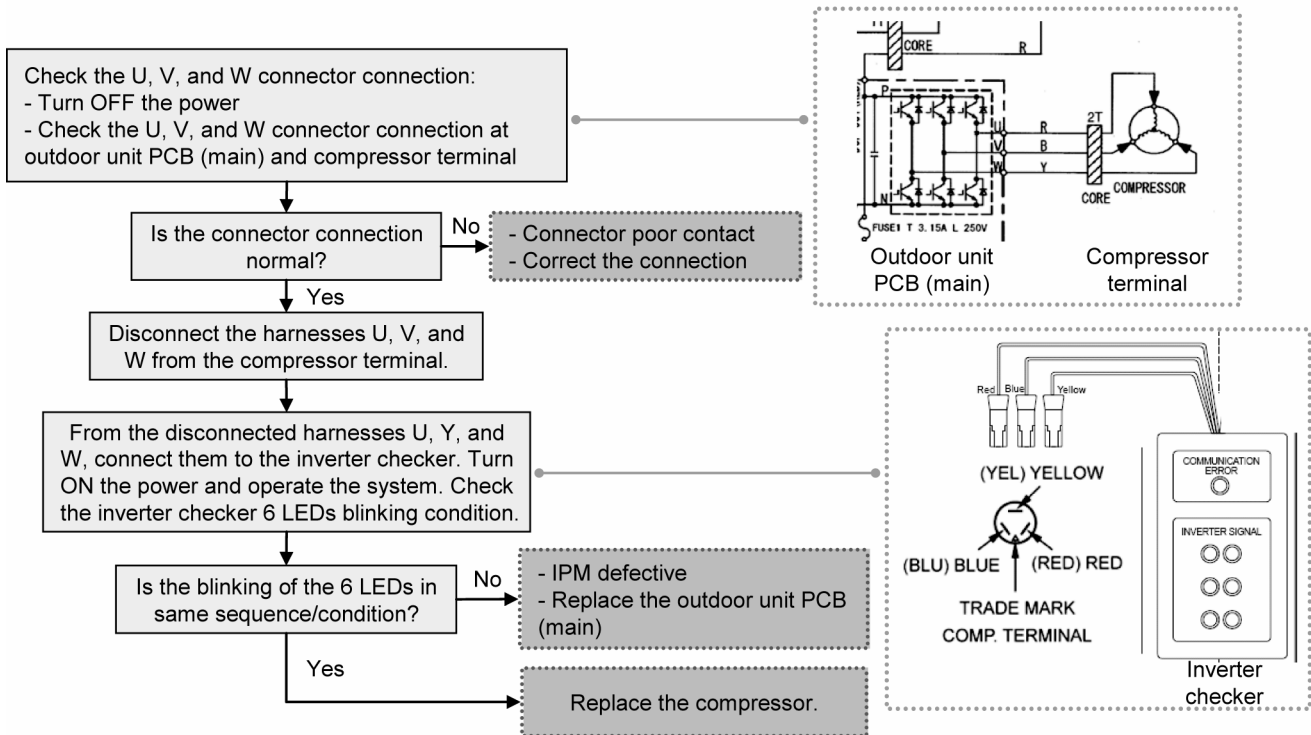 Check the U, V, and W connector connection:
- Turn OFF the power
- Check the U, V, and W connector connection at
outdoor unit PCB (main) and compressor terminal
Is the connector connection
normal?
No
- Connector poor contact
- Correct the connection
Yes
Disconnect the harnesses U, V, and
W from the compressor terminal.
From the disconnected harnesses U, Y, and
W, connect them to the inverter checker. Turn
ON the power and operate the system. Check
the inverter checker 6 LEDs blinking condition.
Is the blinking of the 6 LEDs in
same sequence/condition?
No
- IPM defective
- Replace the outdoor unit PCB
(main)
Yes
Replace the compressor.
CORE
R
P
U
R
2T
V
B
W
Y
N
CORE
COMPRESSOR
FUSE1 T 3.15A L 250V
Outdoor unit
PCB (main)
Compressor
terminal
Red
Blue
Yellow
(YEL) YELLOW
(BLU) BLUE
(RED) RED
TRADE MARK
COMP. TERMINAL
COMMUNICATION
ERROR
INVERTER SIGNAL
Inverter
checker